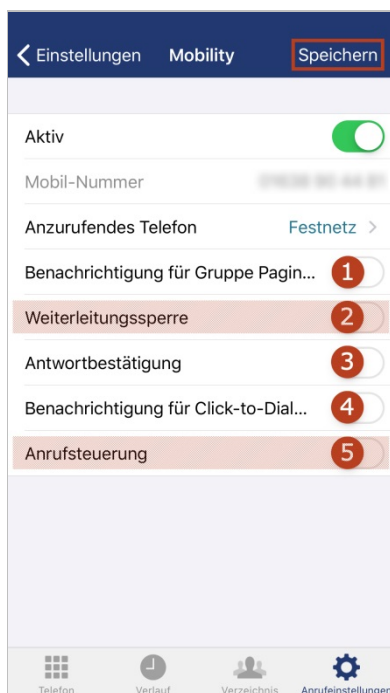 Einstellungen Mobility Speichern
Aktiv
Mobil-Nummer
Anzurufendes Telefon Festnetz
Benachrichtigung für Gruppe Pagin... 1
Weiterleitungssperre 2
Antwortbestätigung 3
Benachrichtigung für Click-to-Dial... 4
Anrufsteuerung 5
Telefon Verlauf Verzeichnis Anrufeinstellungen